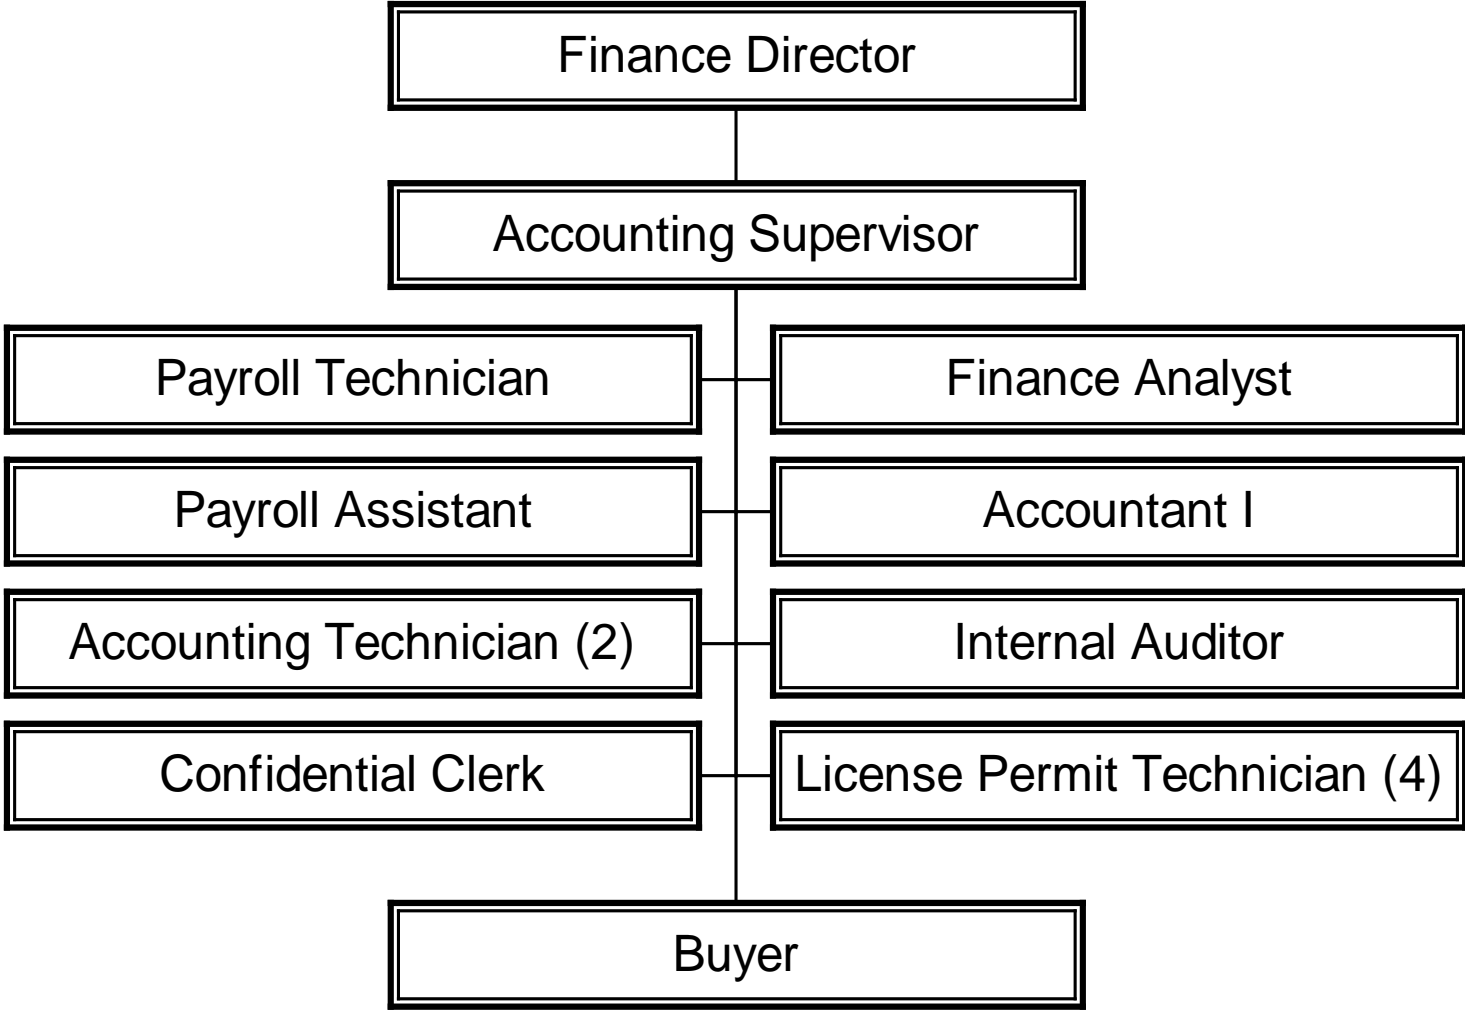 Finance Director
Accounting Supervisor
Payroll Technician
Finance Analyst
Payroll Assistant
Accountant I
Accounting Technician (2)
Internal Auditor
Confidential Clerk
License Permit Technician (4)
Buyer